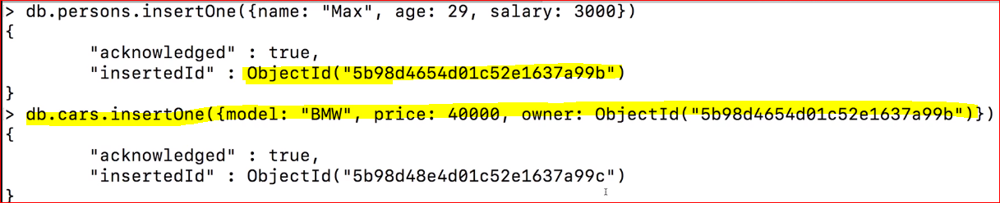 > db.persons.insertOne({name: "Max", age: 29, salary: 3000})
{
        "acknowledged" : true,
        "insertedId" : ObjectId("5b98d4654d01c52e1637a99b")
}
> db.cars.insertOne({model: "BMW", price: 40000, owner: ObjectId("5b98d4654d01c52e1637a99b")})
{
        "acknowledged" : true,
        "insertedId" : ObjectId("5b98d48e4d01c52e1637a99c")
}